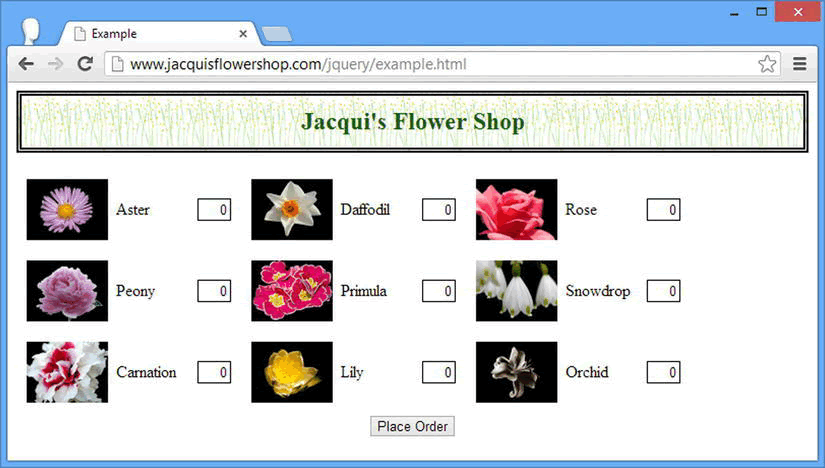 Example
www.jacquisflowershop.com/jquery/example.html
Jacqui's Flower Shop
Aster 0 Daffodil 0 Rose 0
Peony 0 Primula 0 Snowdrop 0
Carnation 0 Lily 0 Orchid 0
Place Order